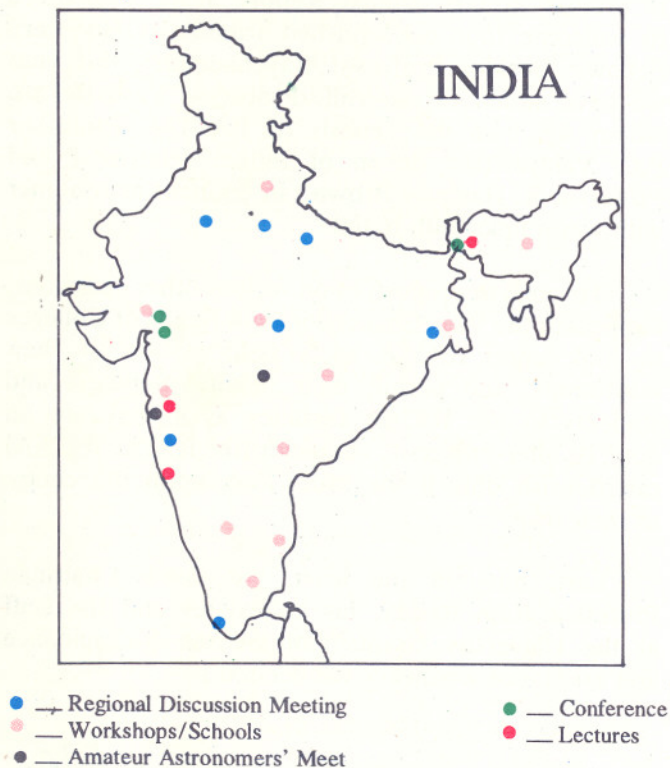 INDIA
Regional Discussion Meeting
Workshops/Schools
Amateur Astronomers' Meet
Conference
Lectures